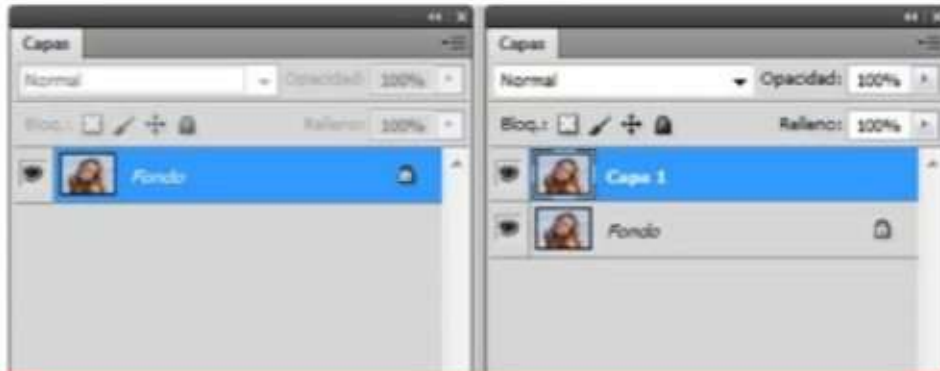 Capas
Normal Opacidad: 100%
Bloq.: Relleno: 100%
Fondo
Capas
Normal Opacidad: 100%
Bloq.: Relleno: 100%
Capa 1
Fondo